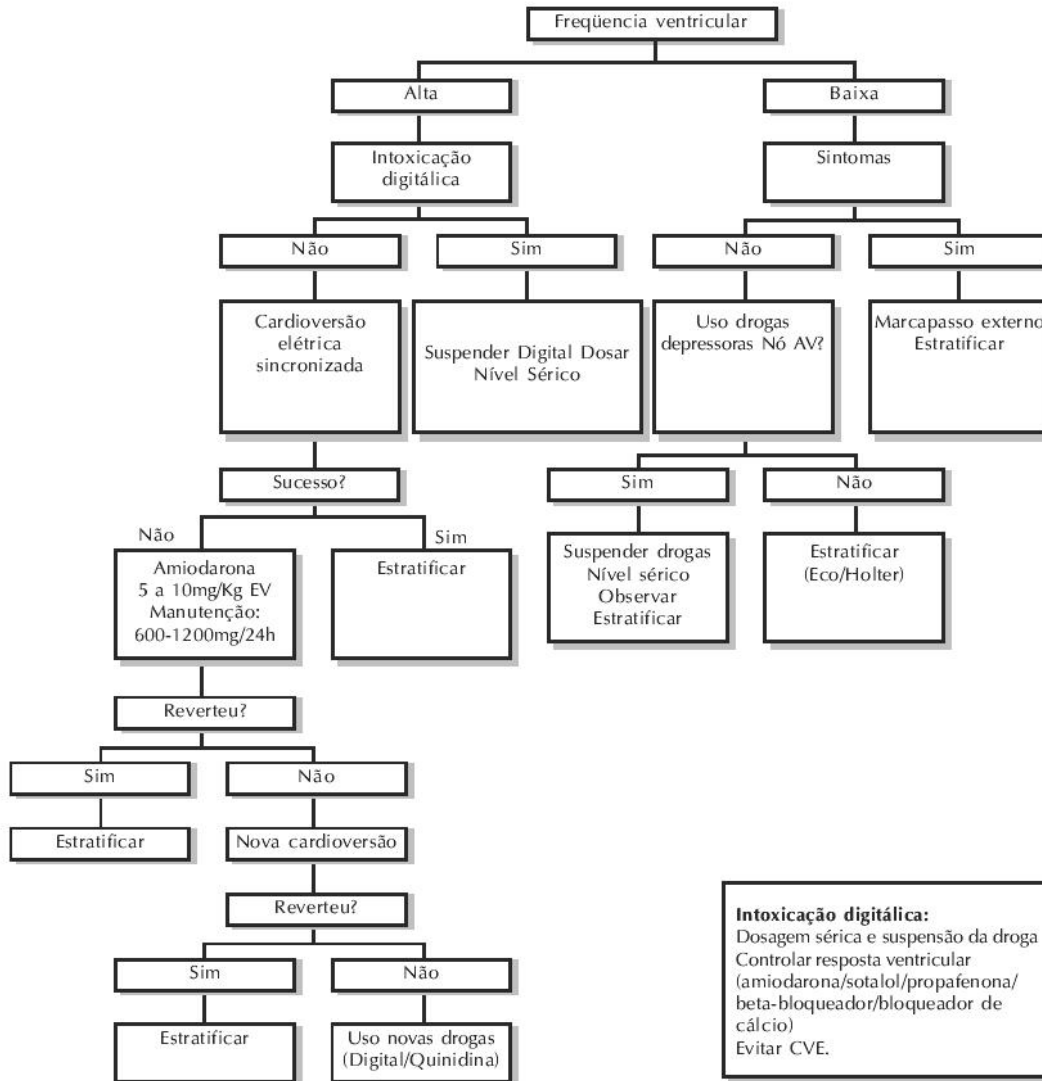 Freqüencia ventricular
Alta
Baixa
Intoxicação
digitálica
Sintomas
Não
Sim
Não
Sim
Cardioversão
elétrica
sincronizada
Suspender Digital Dosar
Nível Sérico
Uso drogas
depressoras Nó AV?
Marcapasso externo
Estratificar
Sucesso?
Sim
Não
Não
Sim
Amiodarona
5 a 10mg/Kg EV
Manutenção:
600-1200mg/24h
Estratificar
Suspender drogas
Nível sérico
Observar
Estratificar
Estratificar
(Eco/Holter)
Reverteu?
Sim
Não
Estratificar
Nova cardioversão
Reverteu?
Sim
Não
Estratificar
Uso novas drogas
(Digital/Quinidina)
Intoxicação digitálica:
Dosagem sérica e suspensão da droga
Controlar resposta ventricular
(amiodarona/sotalol/propafenona/
beta-bloqueador/bloqueador de
cálcio)
Evitar CVE.